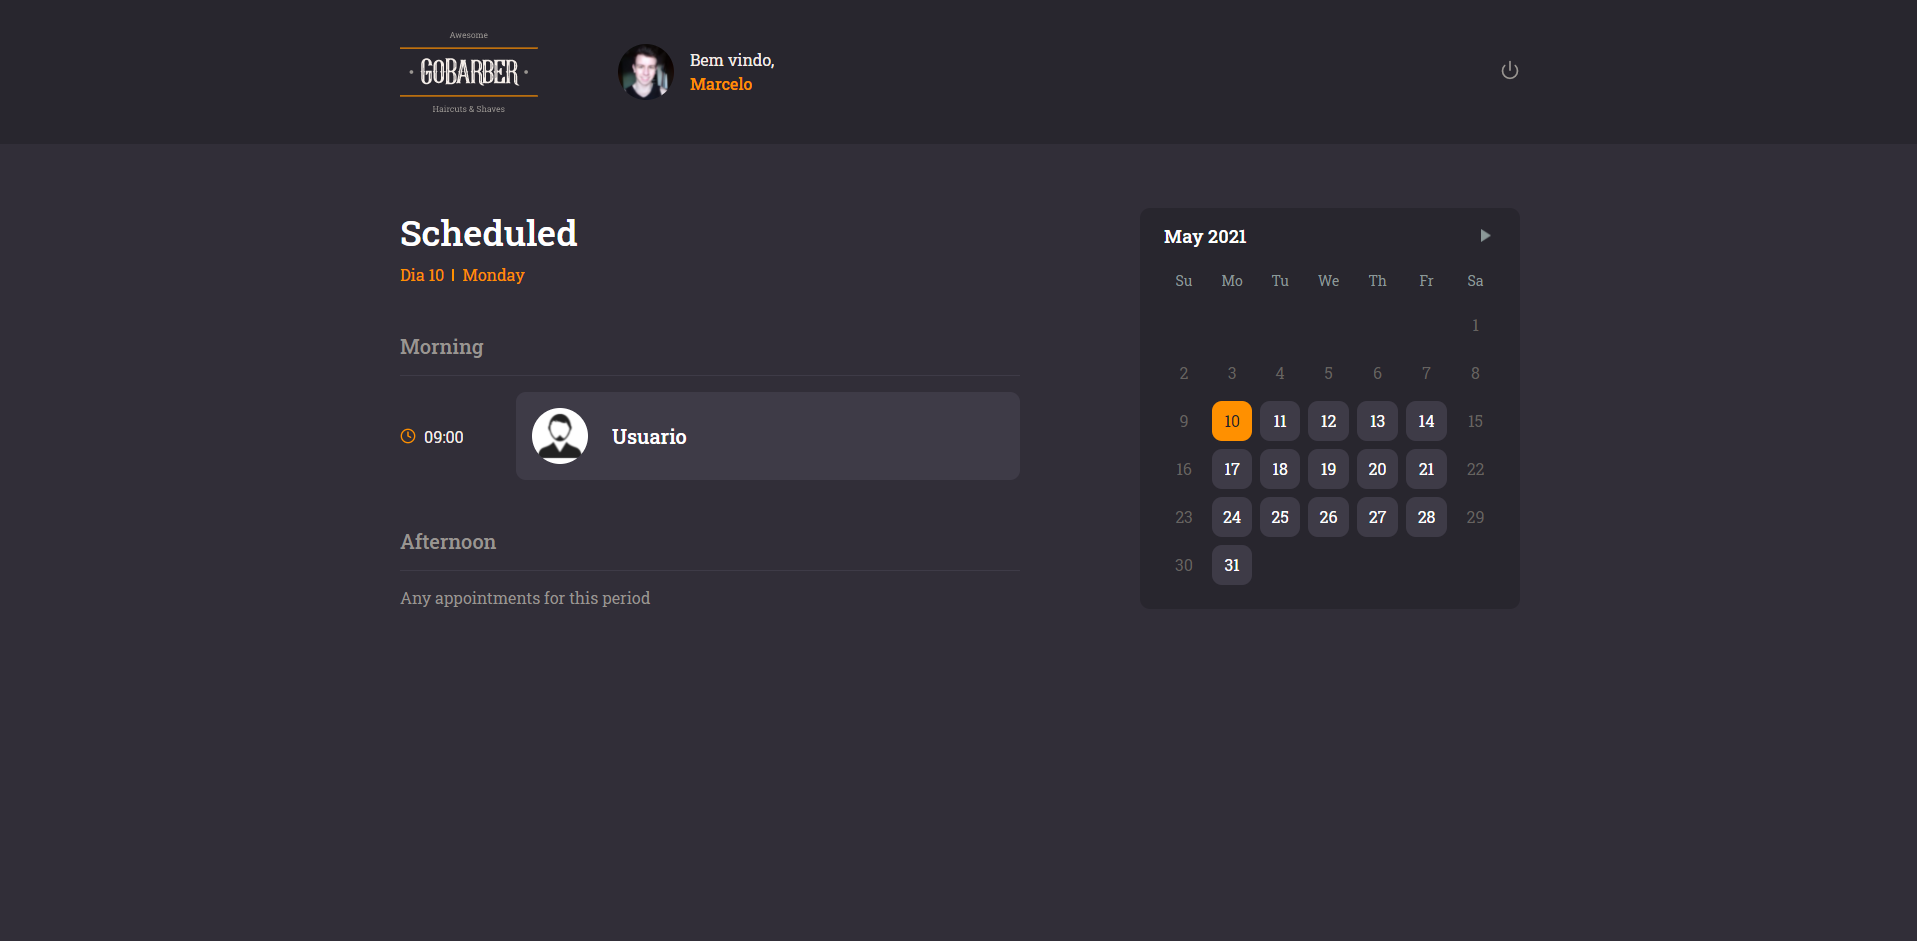 Awesome
· GOBARBER ·
Haircuts & Shaves
Bem vindo,
Marcelo
Scheduled
Dia 10 | Monday
Morning
09:00
Usuario
Afternoon
Any appointments for this period
May 2021
Su Mo Tu We Th Fr Sa
1
2 3 4 5 6 7 8
9 10 11 12 13 14 15
16 17 18 19 20 21 22
23 24 25 26 27 28 29
30 31